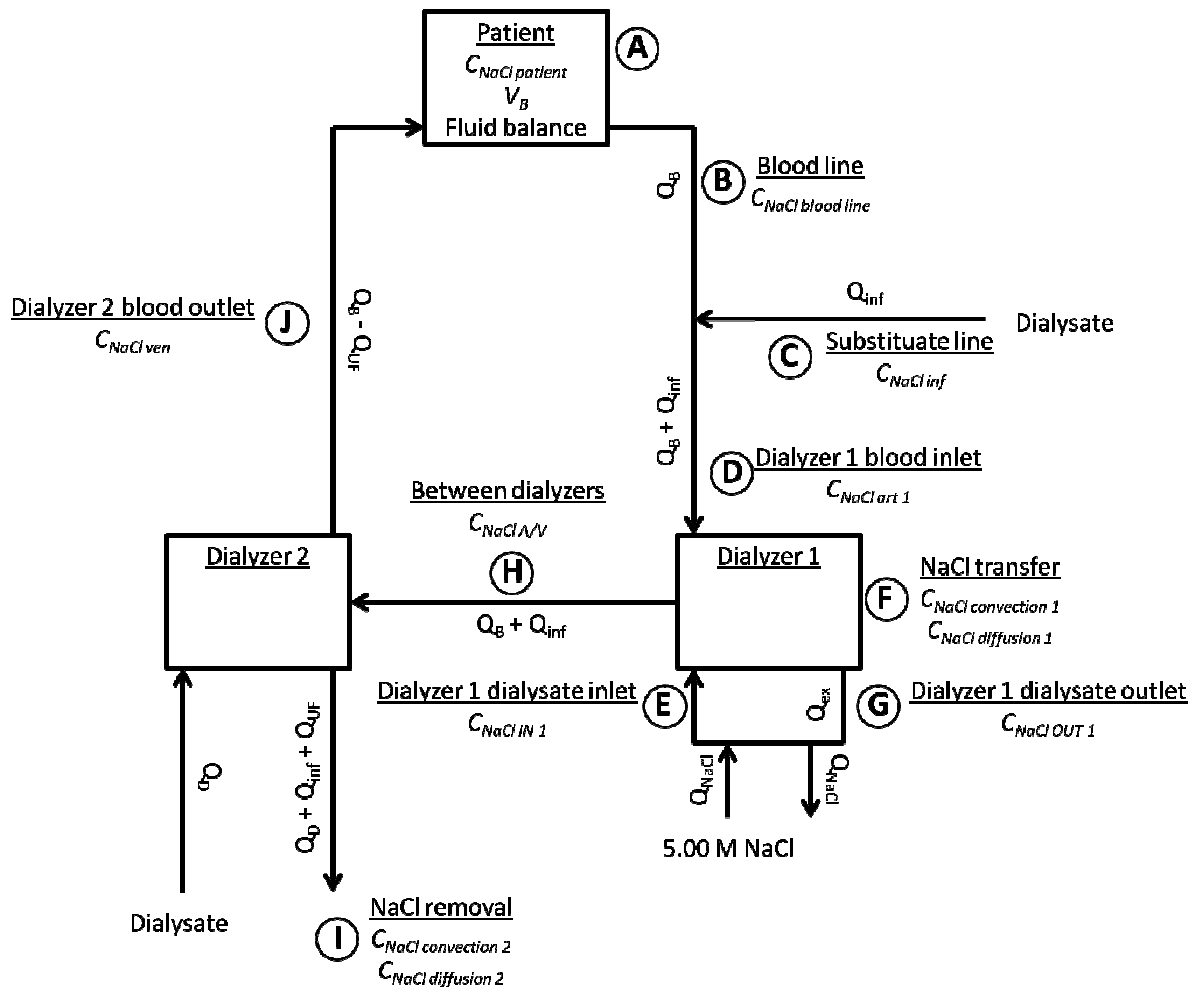 Patient
A
C_NaCl patient
V_B
Fluid balance
Q_B
B
Blood line
C_NaCl blood line
Q_inf
Dialysate
C
Substituate line
C_NaCl inf
Q_B + Q_inf
D
Dialyzer 1 blood inlet
C_NaCl art 1
Dialyzer 2 blood outlet
C_NaCl ven
J
Q_B - Q_UF
Between dialyzers
C_NaCl A/V
H
Q_B + Q_inf
Dialyzer 2
Dialyzer 1
F
NaCl transfer
C_NaCl convection 1
C_NaCl diffusion 1
Dialyzer 1 dialysate inlet
C_NaCl IN 1
E
Q_ex
G
Dialyzer 1 dialysate outlet
C_NaCl OUT 1
Q_NaCl
Q_NaCl
5.00 M NaCl
Q_D
Q_D + Q_inf + Q_UF
Dialysate
I
NaCl removal
C_NaCl convection 2
C_NaCl diffusion 2